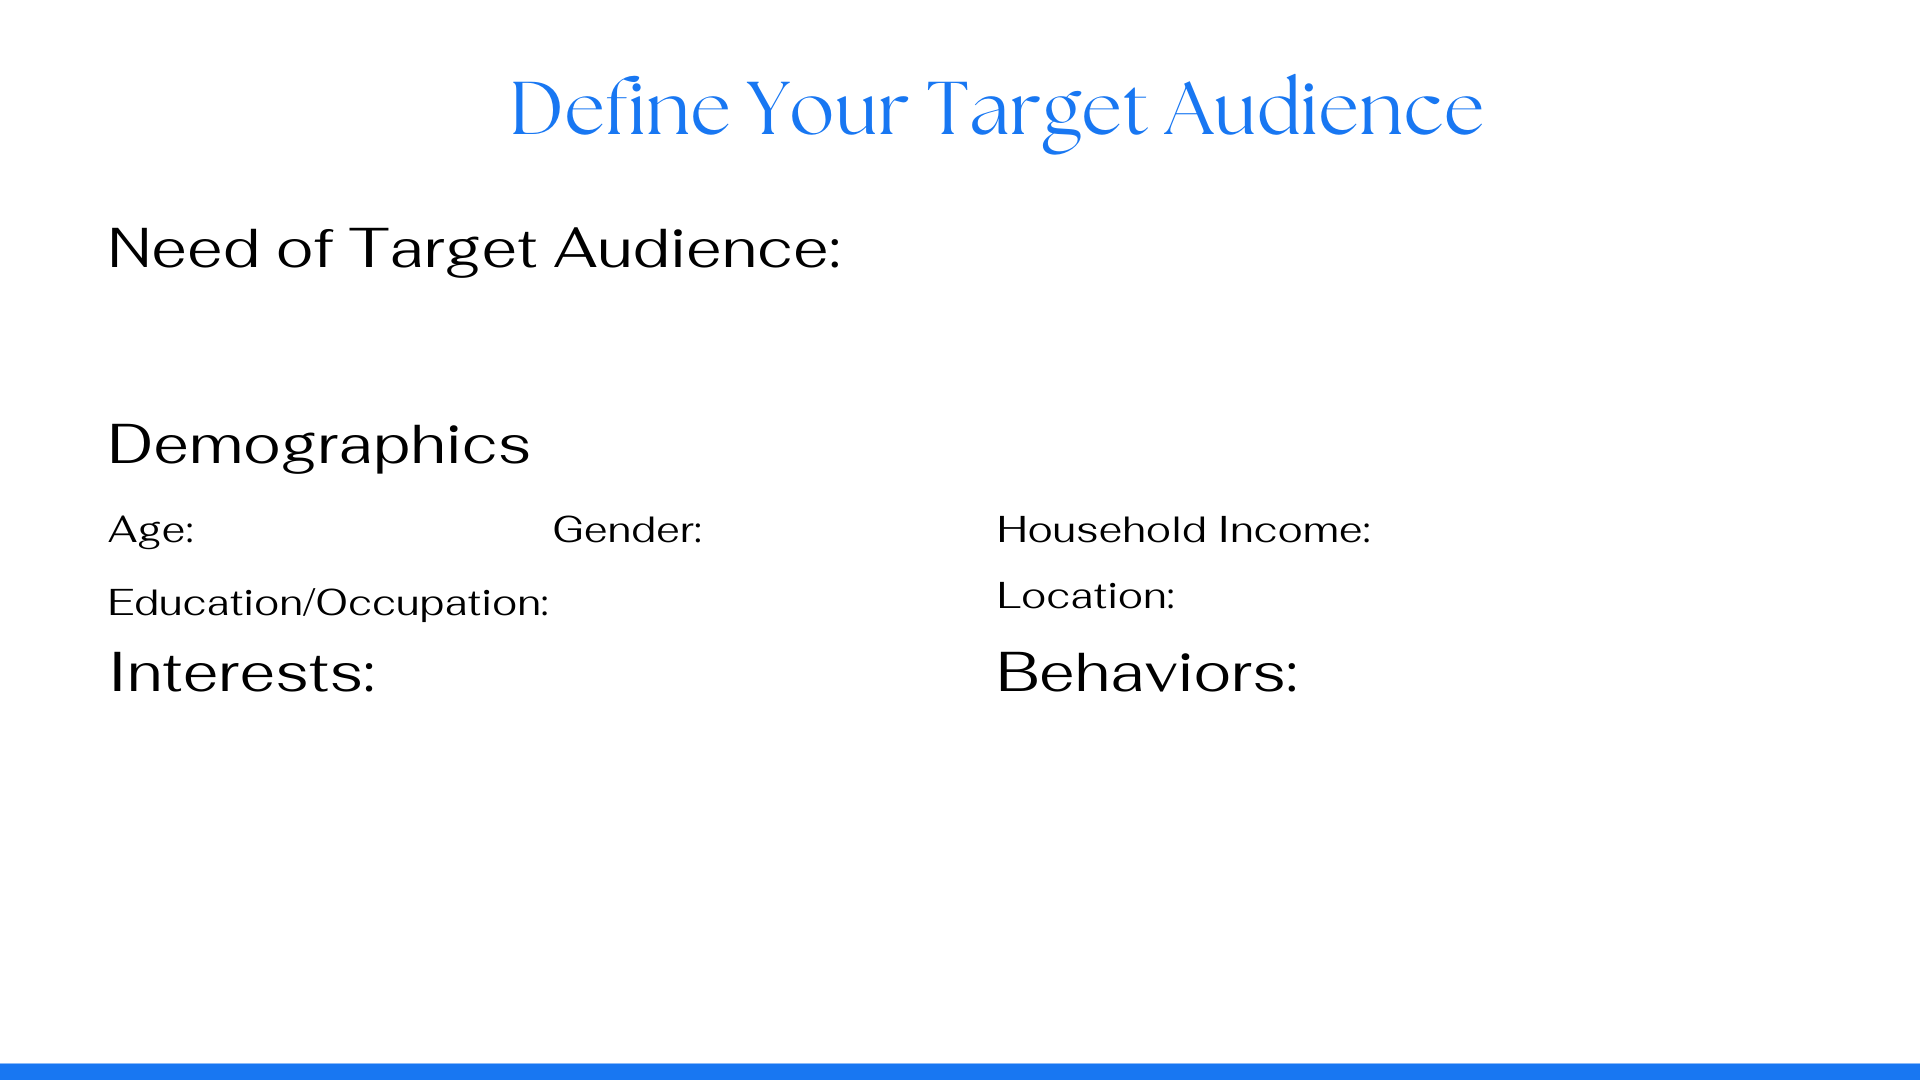 Define Your Target Audience
Need of Target Audience:
Demographics
Age:
Gender:
Household Income:
Education/Occupation:
Location:
Interests:
Behaviors: